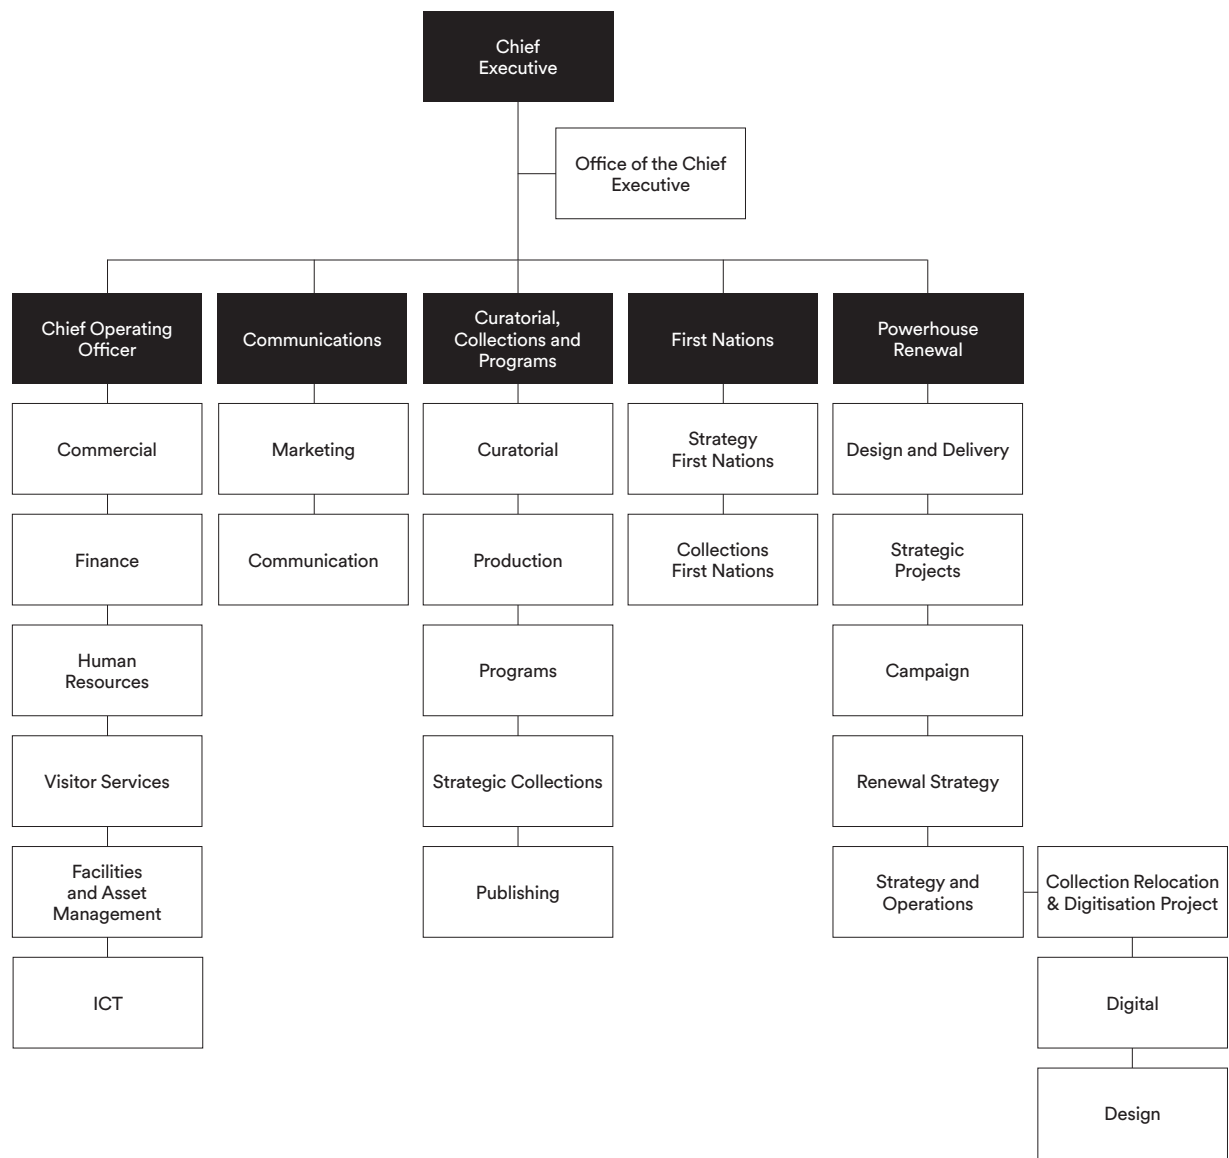 Chief
Executive
Office of the Chief
Executive
Chief Operating
Officer
Communications
Curatorial,
Collections and
Programs
First Nations
Powerhouse
Renewal
Commercial
Marketing
Curatorial
Strategy
First Nations
Design and Delivery
Finance
Communication
Production
Collections
First Nations
Strategic
Projects
Human
Resources
Programs
Campaign
Visitor Services
Strategic Collections
Renewal Strategy
Facilities
and Asset
Management
Publishing
Strategy and
Operations
Collection Relocation
& Digitisation Project
ICT
Digital
Design